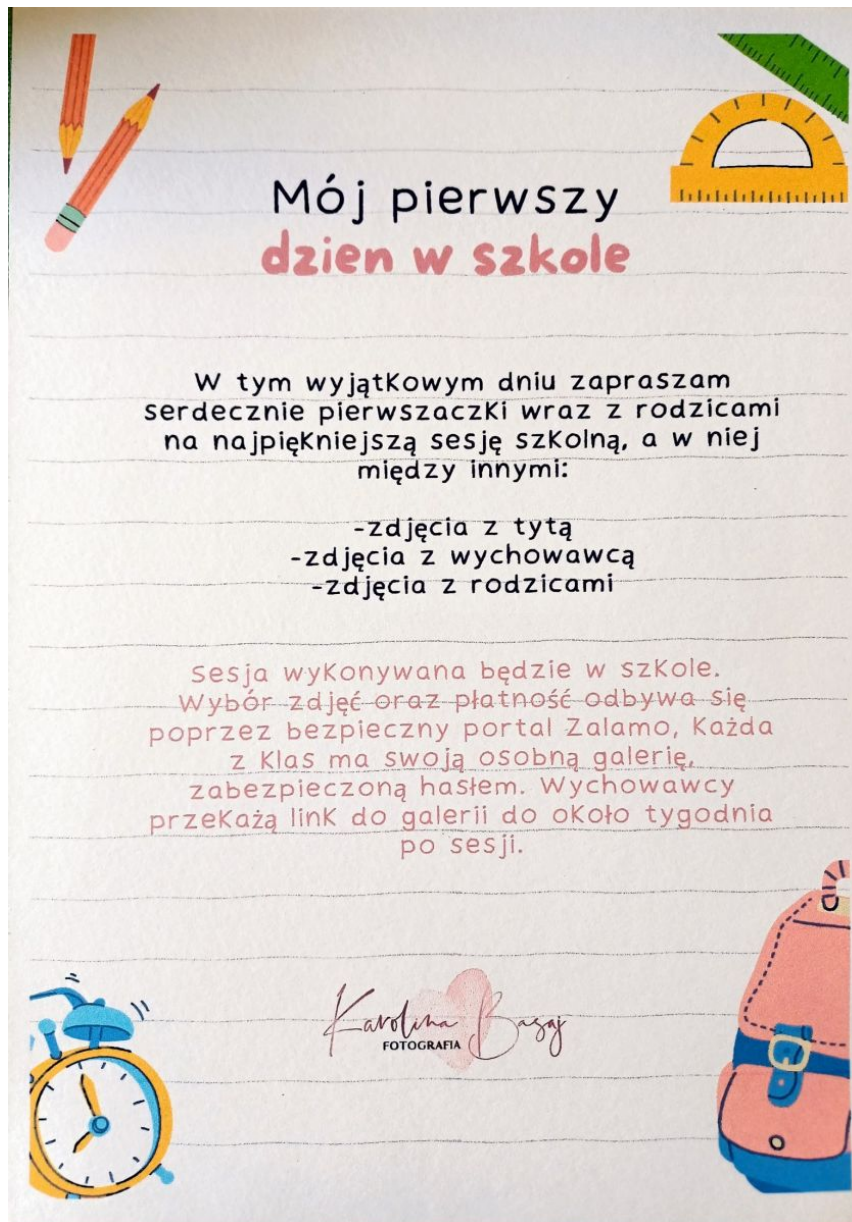 Mój pierwszy
dzien w szkole
W tym wyjątkowym dniu zapraszam
serdecznie pierwszaczki wraz z rodzicami
na najpiękniejszą sesję szkolną, a w niej
między innymi:
-zdjęcia z tytą
-zdjęcia z wychowawcą
-zdjęcia z rodzicami
Sesja wykonywana będzie w szkole.
Wybór zdjęć oraz płatność odbywa się
poprzez bezpieczny portal Zalamo, Każda
z klas ma swoją osobną galerię,
zabezpieczoną hasłem. Wychowawcy
przekażą link do galerii do około tygodnia
po sesji.
Karolina Basaj
FOTOGRAFIA